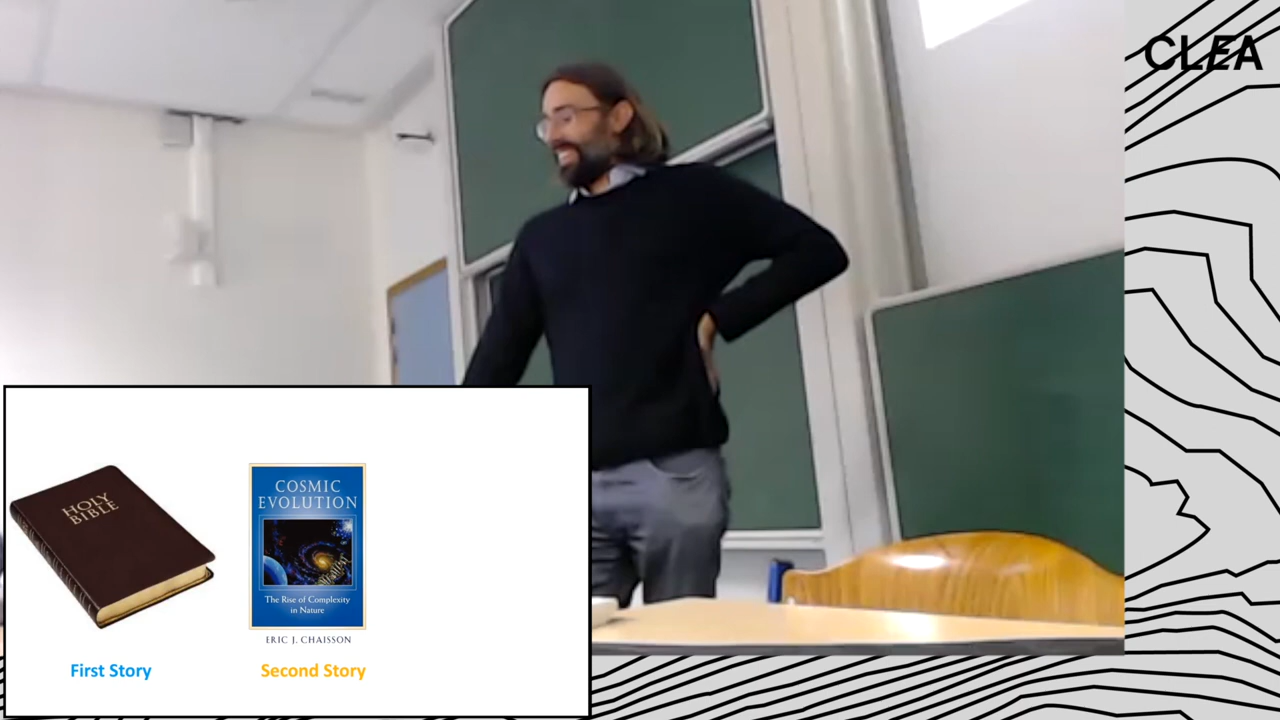 CLEA
HOLY
BIBLE
COSMIC
EVOLUTION
The Rise of Complexity
in Nature
ERIC J. CHAISSON
First Story
Second Story